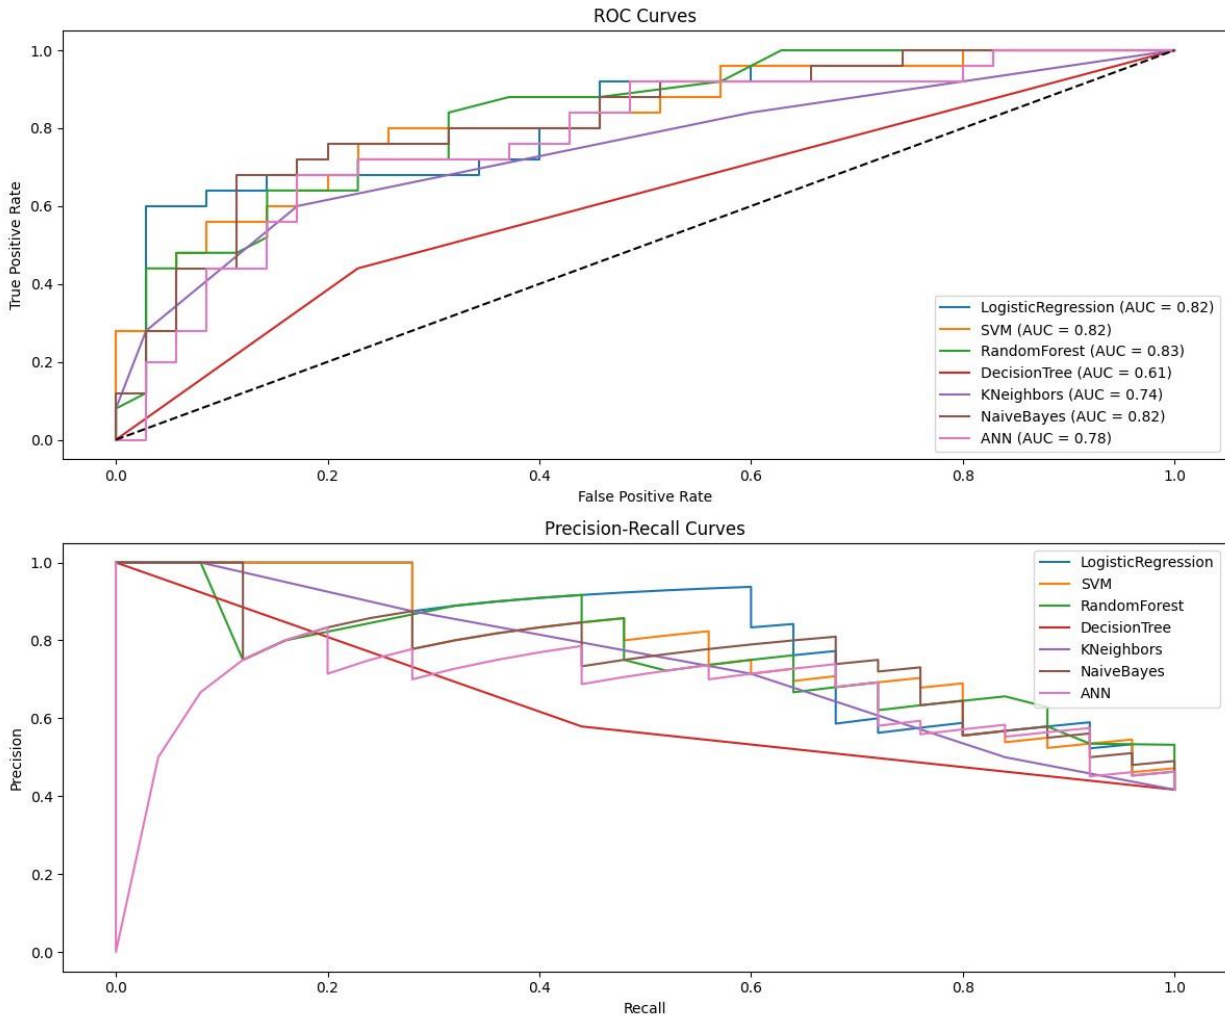 ROC Curves
1.0
0.8
0.6
0.4
0.2
0.0
True Positive Rate
LogisticRegression (AUC = 0.82)
SVM (AUC = 0.82)
RandomForest (AUC = 0.83)
DecisionTree (AUC = 0.61)
KNeighbors (AUC = 0.74)
NaiveBayes (AUC = 0.82)
ANN (AUC = 0.78)
0.0 0.2 0.4 0.6 0.8 1.0
False Positive Rate
Precision-Recall Curves
1.0
0.8
0.6
0.4
0.2
0.0
Precision
LogisticRegression
SVM
RandomForest
DecisionTree
KNeighbors
NaiveBayes
ANN
0.0 0.2 0.4 0.6 0.8 1.0
Recall